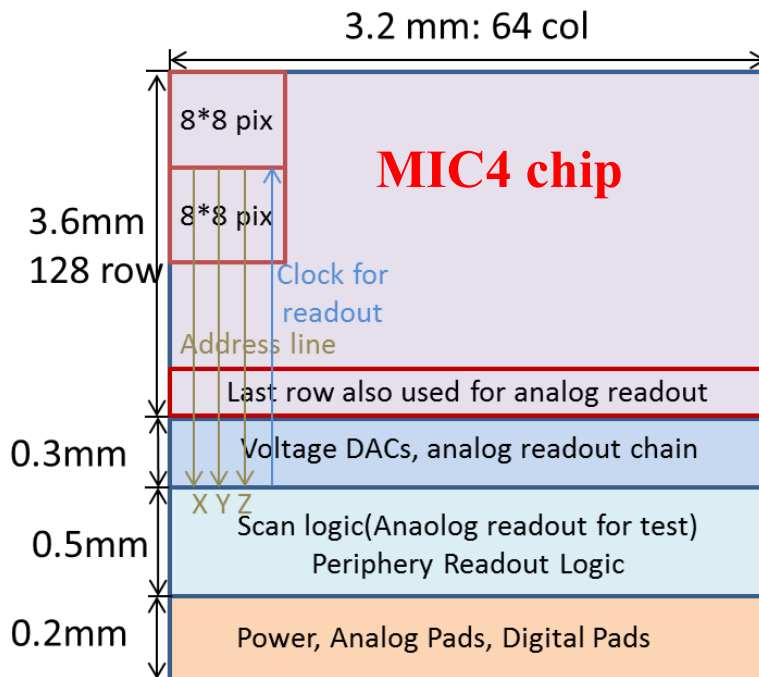 3.2 mm: 64 col
8*8 pix
MIC4 chip
8*8 pix
3.6mm
128 row
Clock for
readout
Address line
Last row also used for analog readout
0.3mm
Voltage DACs, analog readout chain
X Y Z
0.5mm
Scan logic(Anaolog readout for test)
Periphery Readout Logic
0.2mm
Power, Analog Pads, Digital Pads